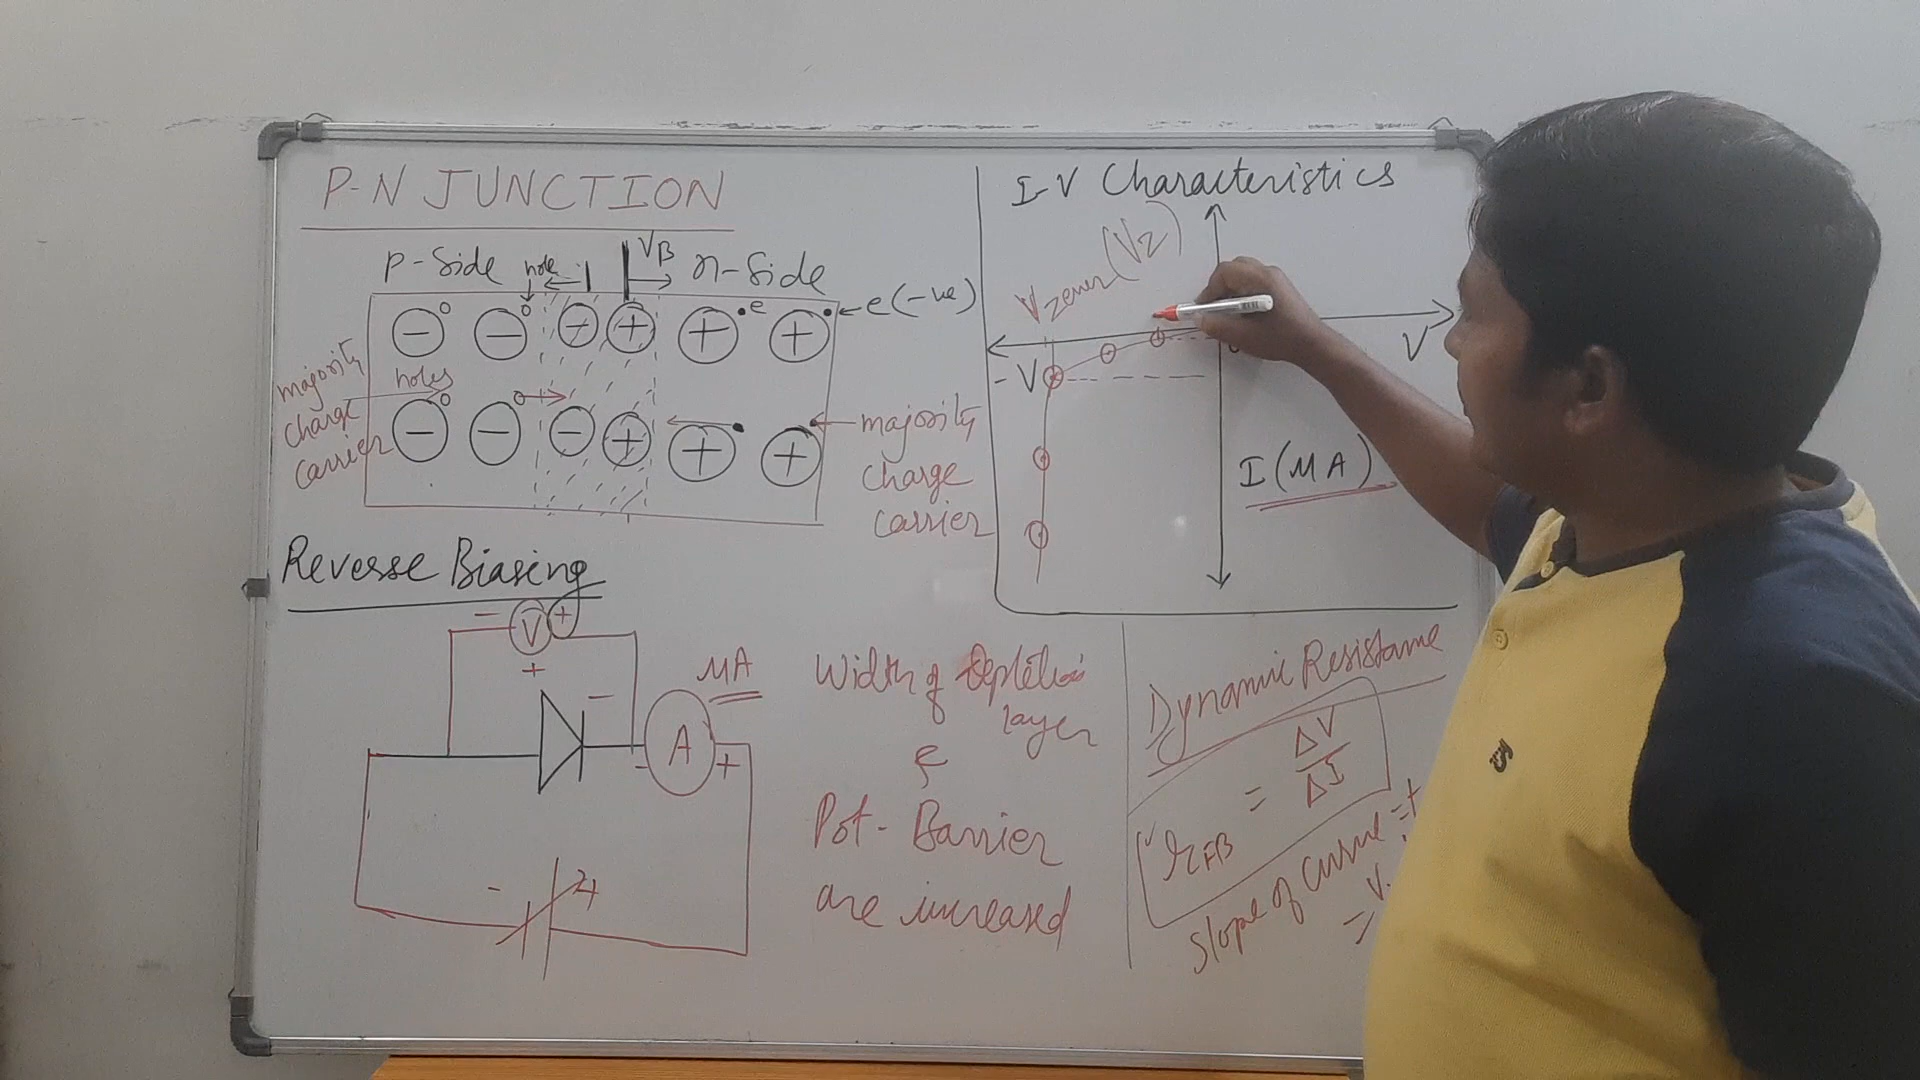 P-N JUNCTION
P-Side
hole
VB
n-Side
e
e(-ve)
majority
charge
carrier
holes
majority
charge
carrier
Reverse Biasing
- V +
+
-
MA
- A +
-
Width of
layer
&
Pot- Barrier
are increased
I-V Characteristics
Vzener(Vz)
V
-V
I(MA)
Dynamic Resistance
rFB = ΔV
ΔI
Slope of curve =